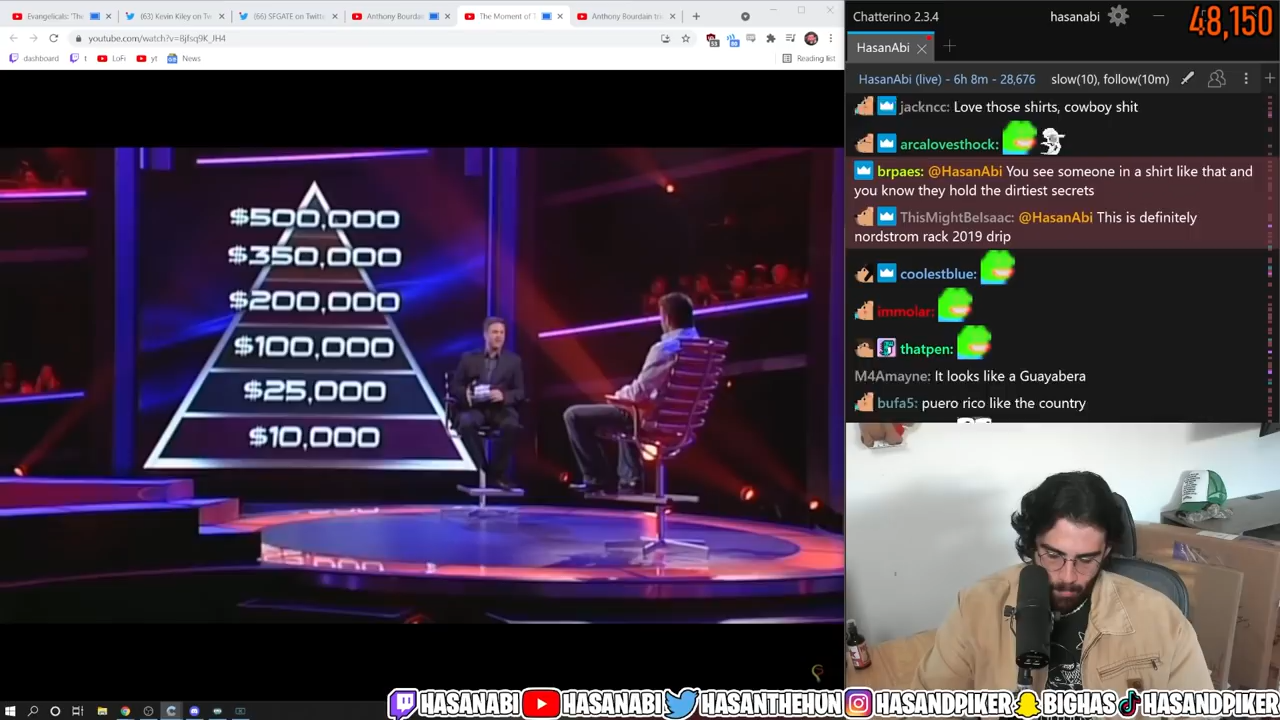 Evangelicals: 'The
(63) Kevin Kiley on Tw
(66) SFGATE on Twitte
Anthony Bourda
The Moment of T
Anthony Bourdain tr
youtube.com/watch?v=8jfsq9K_JH4
dashboard
t
LoFi
yt
News
Reading list
$500,000
$350,000
$200,000
$100,000
$25,000
$10,000
Chatterino 2.3.4
hasanabi
48,150
HasanAbi
HasanAbi (live) - 6h 8m - 28,676
slow(10), follow(10m)
jackncc: Love those shirts, cowboy shit
arcalovesthock:
brpaes: @HasanAbi You see someone in a shirt like that and
you know they hold the dirtiest secrets
ThisMightBeIsaac: @HasanAbi This is definitely
nordstrom rack 2019 drip
coolestblue:
immolar:
thatpen:
M4Amayne: It looks like a Guayabera
bufa5: puero rico like the country
HASANABI
HASANABI
HASANTHEHUN
HASANDPIKER
BIGHAS
HASANDPIKER